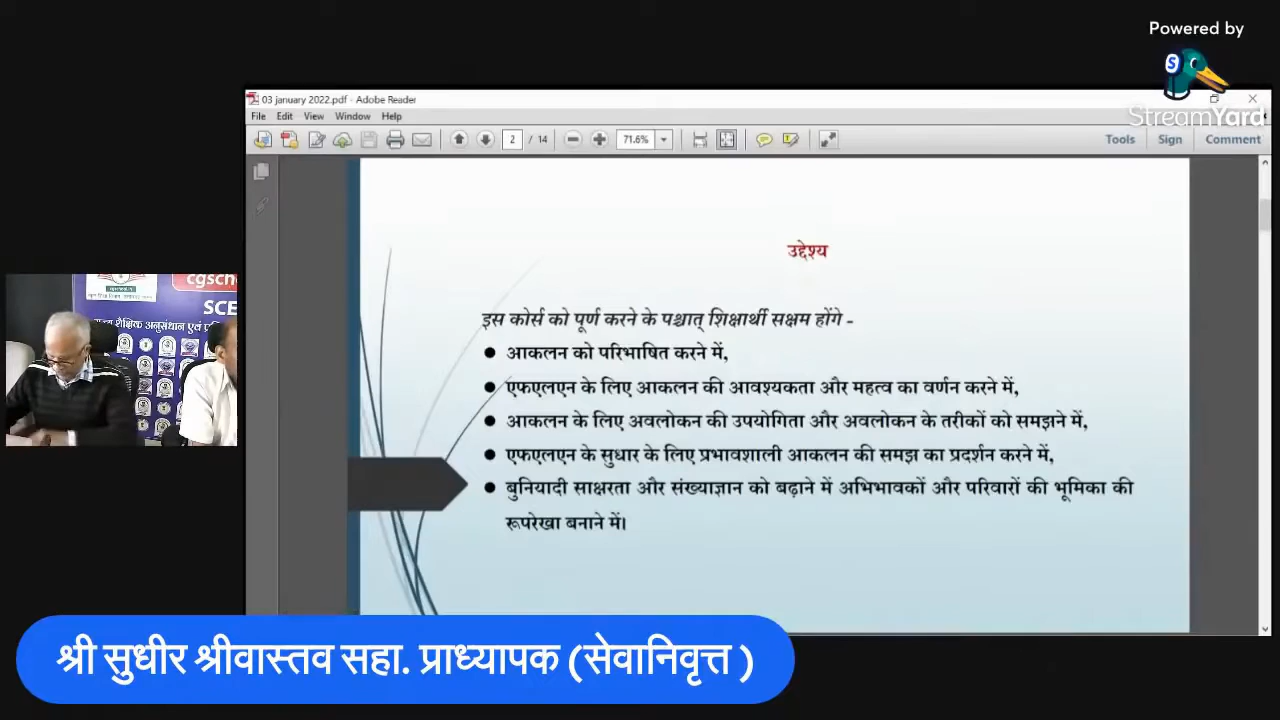 Powered by
StreamYard
03 january 2022.pdf - Adobe Reader
File Edit View Window Help
2 / 14 71.6% Tools Sign Comment
उद्देश्य
इस कोर्स को पूर्ण करने के पश्चात् शिक्षार्थी सक्षम होंगे -
● आकलन को परिभाषित करने में,
● एफएलएन के लिए आकलन की आवश्यकता और महत्व का वर्णन करने में,
● आकलन के लिए अवलोकन की उपयोगिता और अवलोकन के तरीकों को समझने में,
● एफएलएन के सुधार के लिए प्रभावशाली आकलन की समझ का प्रदर्शन करने में,
● बुनियादी साक्षरता और संख्याज्ञान को बढ़ाने में अभिभावकों और परिवारों की भूमिका की
रूपरेखा बनाने में।
cgsch
SCE
शैक्षिक अनुसंधान एवं
श्री सुधीर श्रीवास्तव सहा. प्राध्यापक (सेवानिवृत्त )